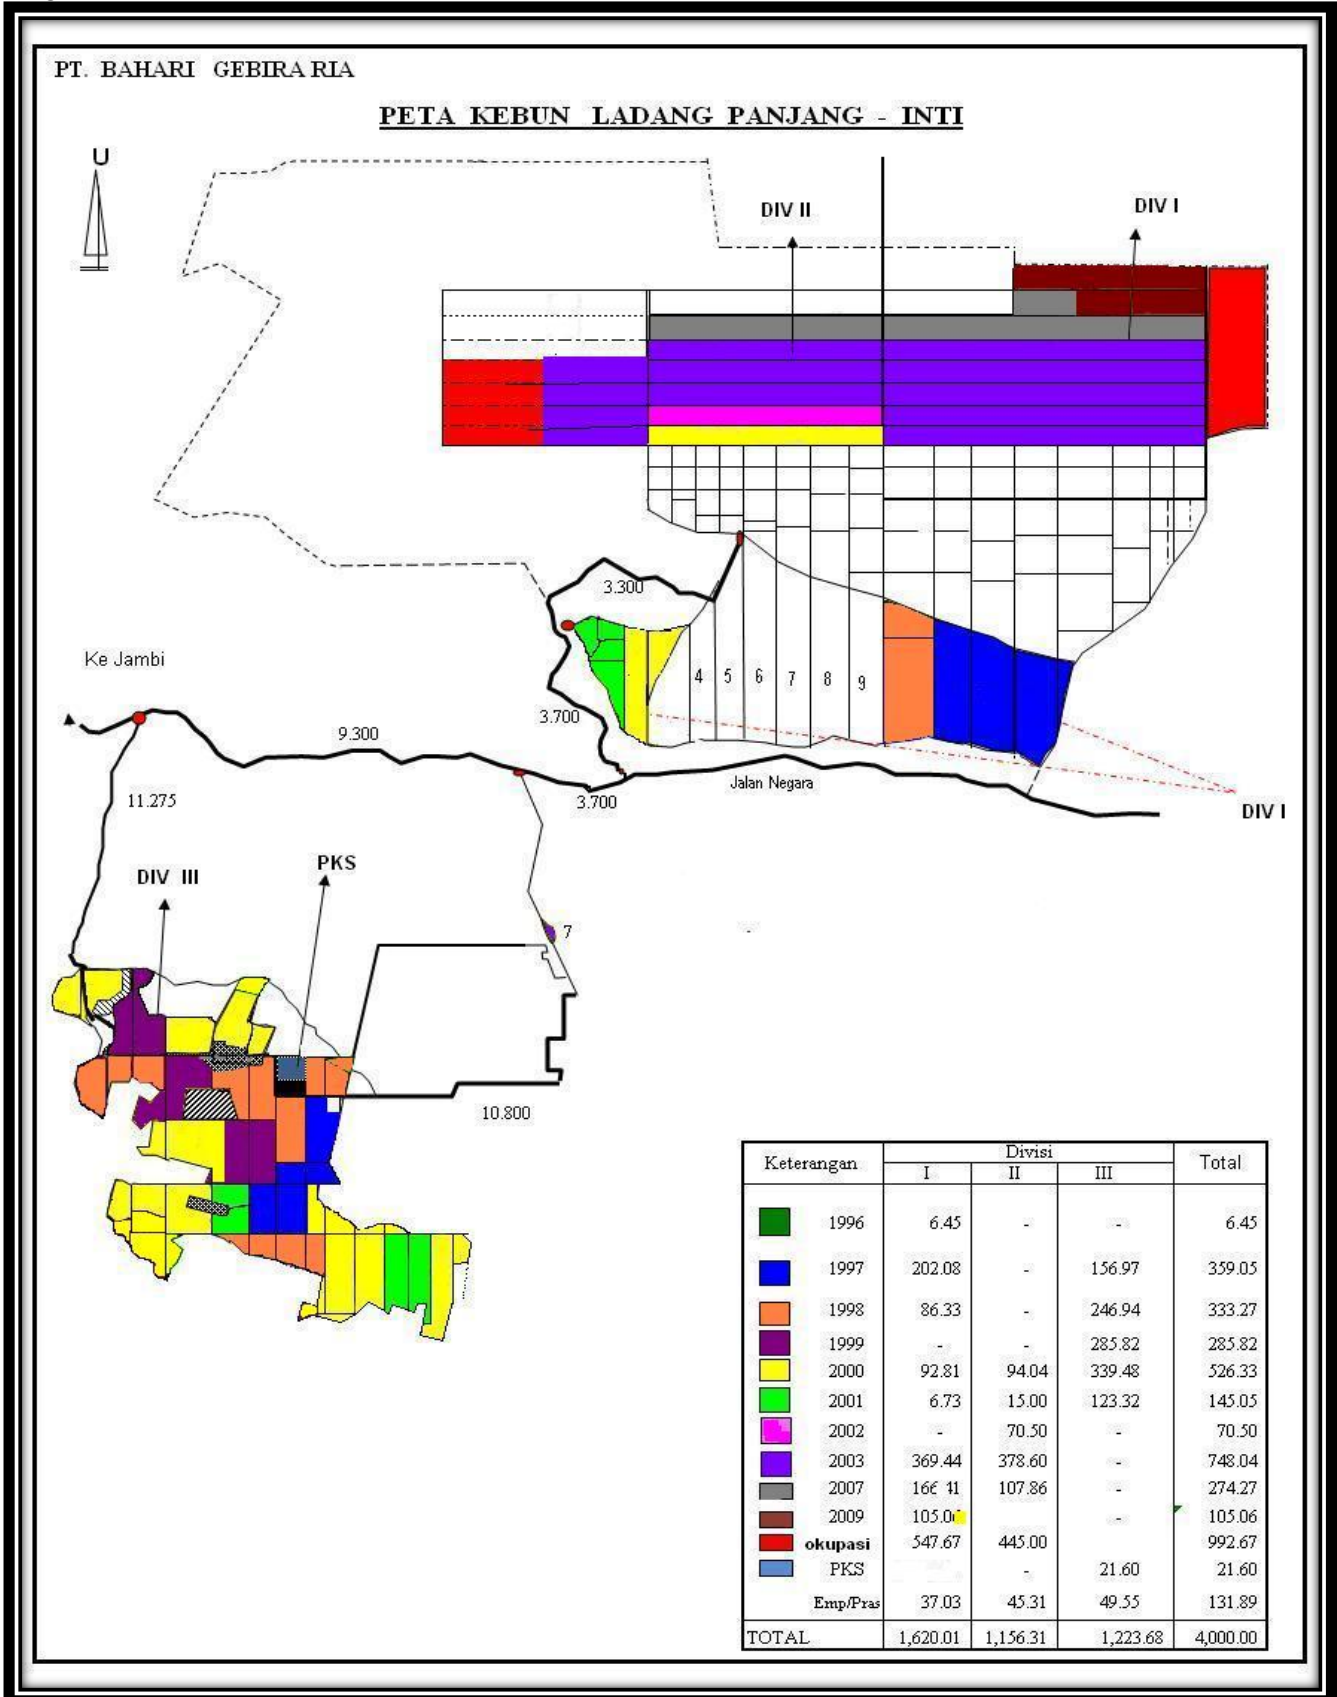 PT. BAHARI GEBIRA RIA
PETA KEBUN LADANG PANJANG - INTI
U
DIV II
DIV I
3.300
Ke Jambi
4 5 6 7 8 9
3.700
9.300
Jalan Negara
11.275
3.700
DIV I
PKS
DIV III
7
10.800
Keterangan Divisi Total
I II III
1996 6.45 - - 6.45
1997 202.08 - 156.97 359.05
1998 86.33 - 246.94 333.27
1999 - - 285.82 285.82
2000 92.81 94.04 339.48 526.33
2001 6.73 15.00 123.32 145.05
2002 - 70.50 - 70.50
2003 369.44 378.60 - 748.04
2007 107.86 - 274.27
2009 - 105.06
okupasi 547.67 445.00 992.67
PKS - 21.60 21.60
Emp/Pras 37.03 45.31 49.55 131.89
TOTAL 1,620.01 1,156.31 1,223.68 4,000.00